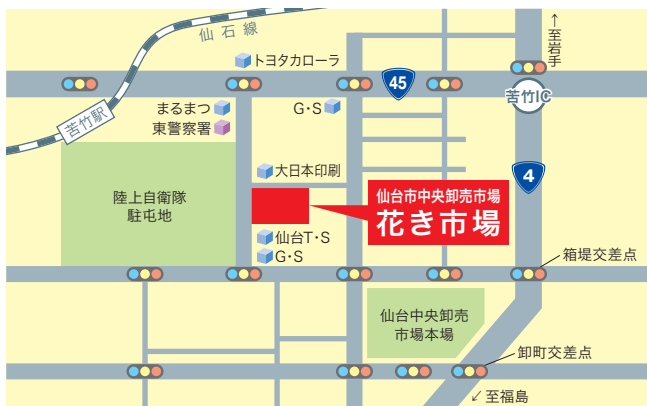 仙石線
トヨタカローラ
↑至岩手
45
苦竹IC
苦竹駅
まるまつ
東警察署
G・S
大日本印刷
4
陸上自衛隊
駐屯地
仙台市中央卸売市場
花き市場
仙台T・S
G・S
箱堤交差点
仙台中央卸売
市場本場
卸町交差点
↙至福島